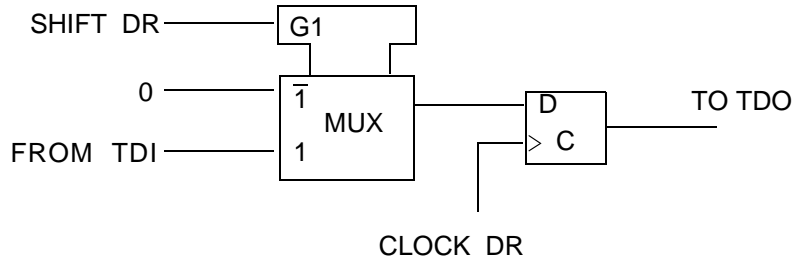 SHIFT DR
G1
0
1̅
MUX
FROM TDI
1
D
C
TO TDO
CLOCK DR